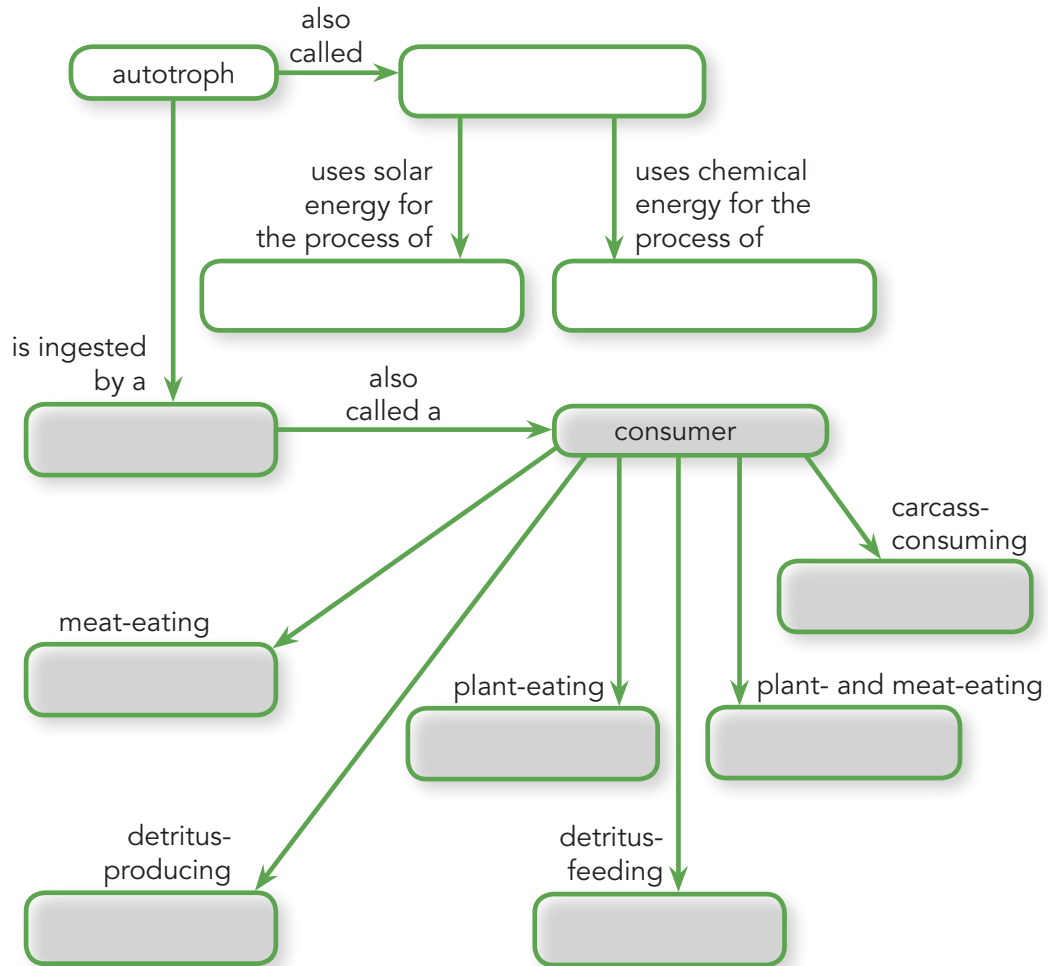 also
called
autotroph
uses solar
energy for
the process of
uses chemical
energy for the
process of
is ingested
by a
also
called a
consumer
carcass-
consuming
meat-eating
plant-eating
plant- and meat-eating
detritus-
producing
detritus-
feeding